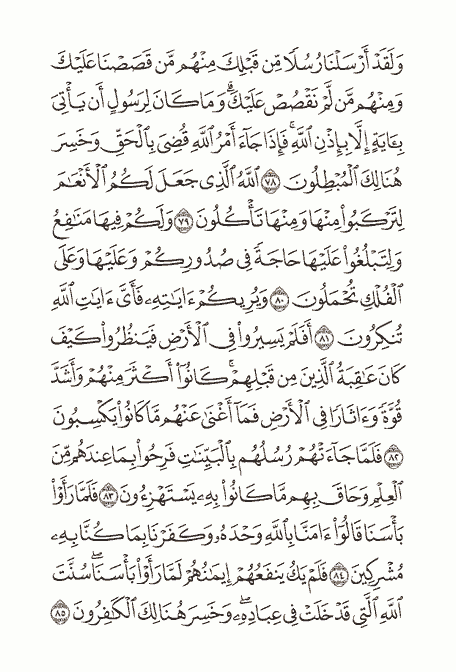 وَلَقَدْ أَرْسَلْنَا رُسُلًا مِّن قَبْلِكَ مِنْهُم مَّن قَصَصْنَا عَلَيْكَ
وَمِنْهُم مَّن لَّمْ نَقْصُصْ عَلَيْكَ ۗ وَمَا كَانَ لِرَسُولٍ أَن يَأْتِيَ
بِـَٔايَةٍ إِلَّا بِإِذْنِ ٱللَّهِ ۚ فَإِذَا جَآءَ أَمْرُ ٱللَّهِ قُضِيَ بِٱلْحَقِّ وَخَسِرَ
هُنَالِكَ ٱلْمُبْطِلُونَ ٧٨ ٱللَّهُ ٱلَّذِى جَعَلَ لَكُمُ ٱلْأَنْعَـٰمَ
لِتَرْكَبُوا۟ مِنْهَا وَمِنْهَا تَأْكُلُونَ ٧٩ وَلَكُمْ فِيهَا مَنَـٰفِعُ
وَلِتَبْلُغُوا۟ عَلَيْهَا حَاجَةً فِى صُدُورِكُمْ وَعَلَيْهَا وَعَلَى
ٱلْفُلْكِ تُحْمَلُونَ ٨٠ وَيُرِيكُمْ ءَايَـٰتِهِۦ فَأَىَّ ءَايَـٰتِ ٱللَّهِ
تُنكِرُونَ ٨١ أَفَلَمْ يَسِيرُوا۟ فِى ٱلْأَرْضِ فَيَنظُرُوا۟ كَيْفَ
كَانَ عَـٰقِبَةُ ٱلَّذِينَ مِن قَبْلِهِمْ ۚ كَانُوٓا۟ أَكْثَرَ مِنْهُمْ وَأَشَدَّ
قُوَّةً وَءَاثَارًا فِى ٱلْأَرْضِ فَمَآ أَغْنَىٰ عَنْهُم مَّا كَانُوا۟ يَكْسِبُونَ
٨٢ فَلَمَّا جَآءَتْهُمْ رُسُلُهُم بِٱلْبَيِّنَـٰتِ فَرِحُوا۟ بِمَا عِندَهُم مِّنَ
ٱلْعِلْمِ وَحَاقَ بِهِم مَّا كَانُوا۟ بِهِۦ يَسْتَهْزِءُونَ ٨٣ فَلَمَّا رَأَوْا۟
بَأْسَنَا قَالُوٓا۟ ءَامَنَّا بِٱللَّهِ وَحْدَهُۥ وَكَفَرْنَا بِمَا كُنَّا بِهِۦ
مُشْرِكِينَ ٨٤ فَلَمْ يَكُ يَنفَعُهُمْ إِيمَـٰنُهُمْ لَمَّا رَأَوْا۟ بَأْسَنَا ۖ سُنَّتَ
ٱللَّهِ ٱلَّتِى قَدْ خَلَتْ فِى عِبَادِهِۦ ۖ وَخَسِرَ هُنَالِكَ ٱلْكَـٰفِرُونَ ٨٥